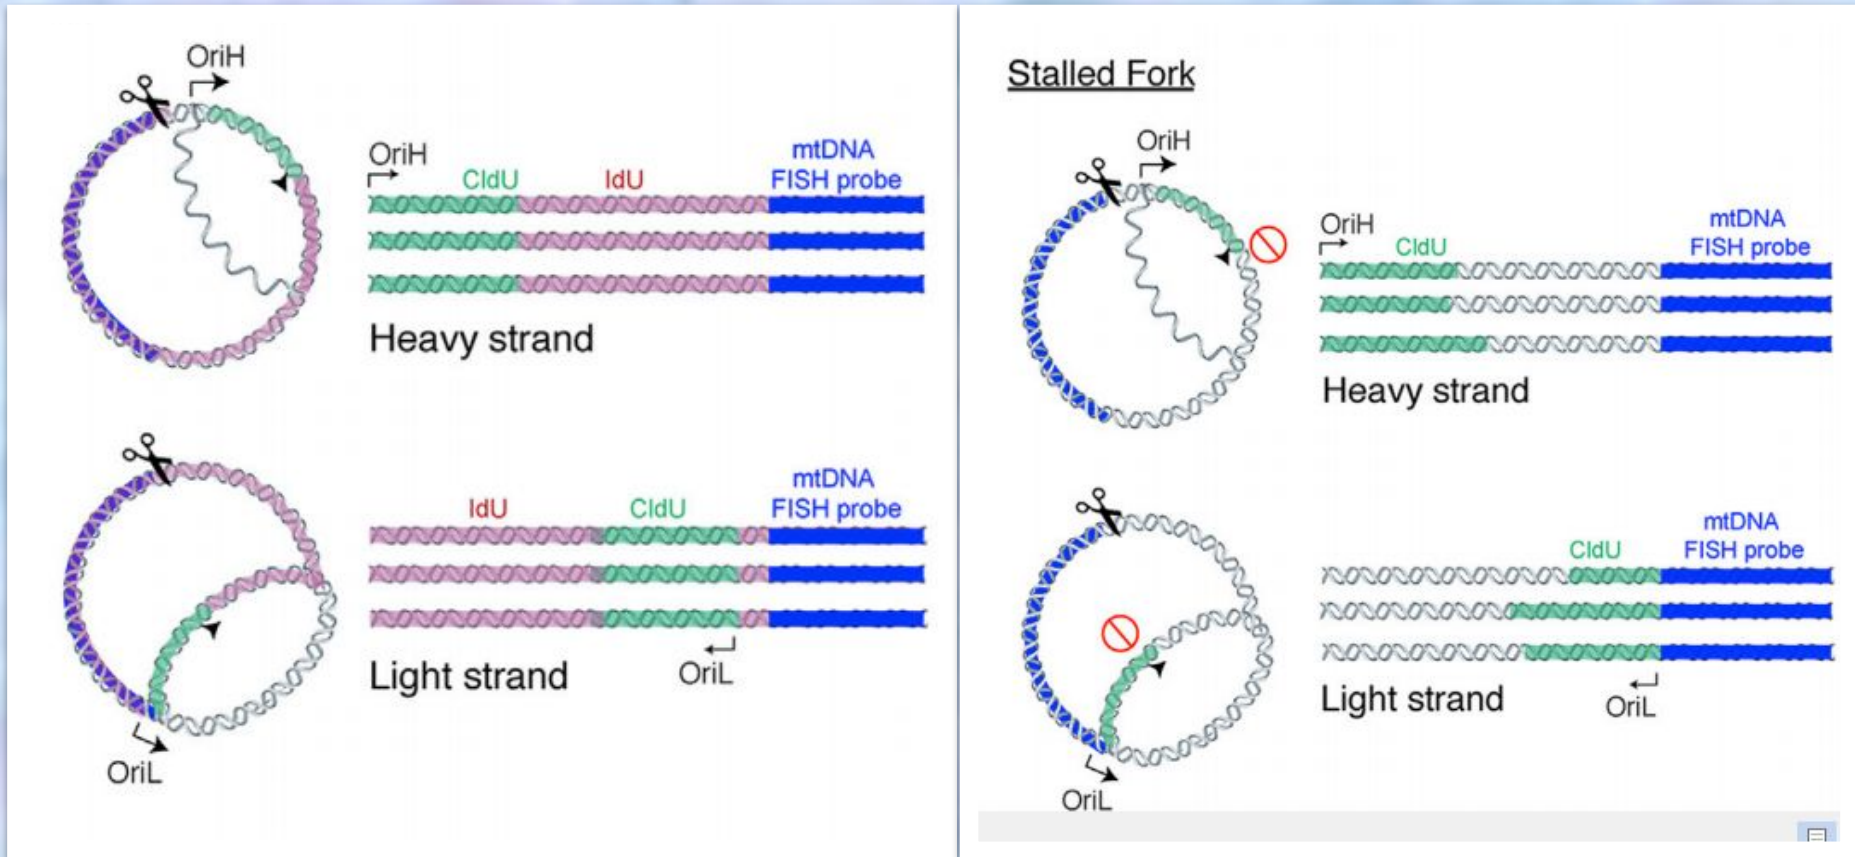 OriH
OriH
CldU
IdU
mtDNA
FISH probe
Heavy strand
IdU
CldU
mtDNA
FISH probe
Light strand
OriL
OriL
Stalled Fork
OriH
OriH
CldU
mtDNA
FISH probe
Heavy strand
CldU
mtDNA
FISH probe
Light strand
OriL
OriL